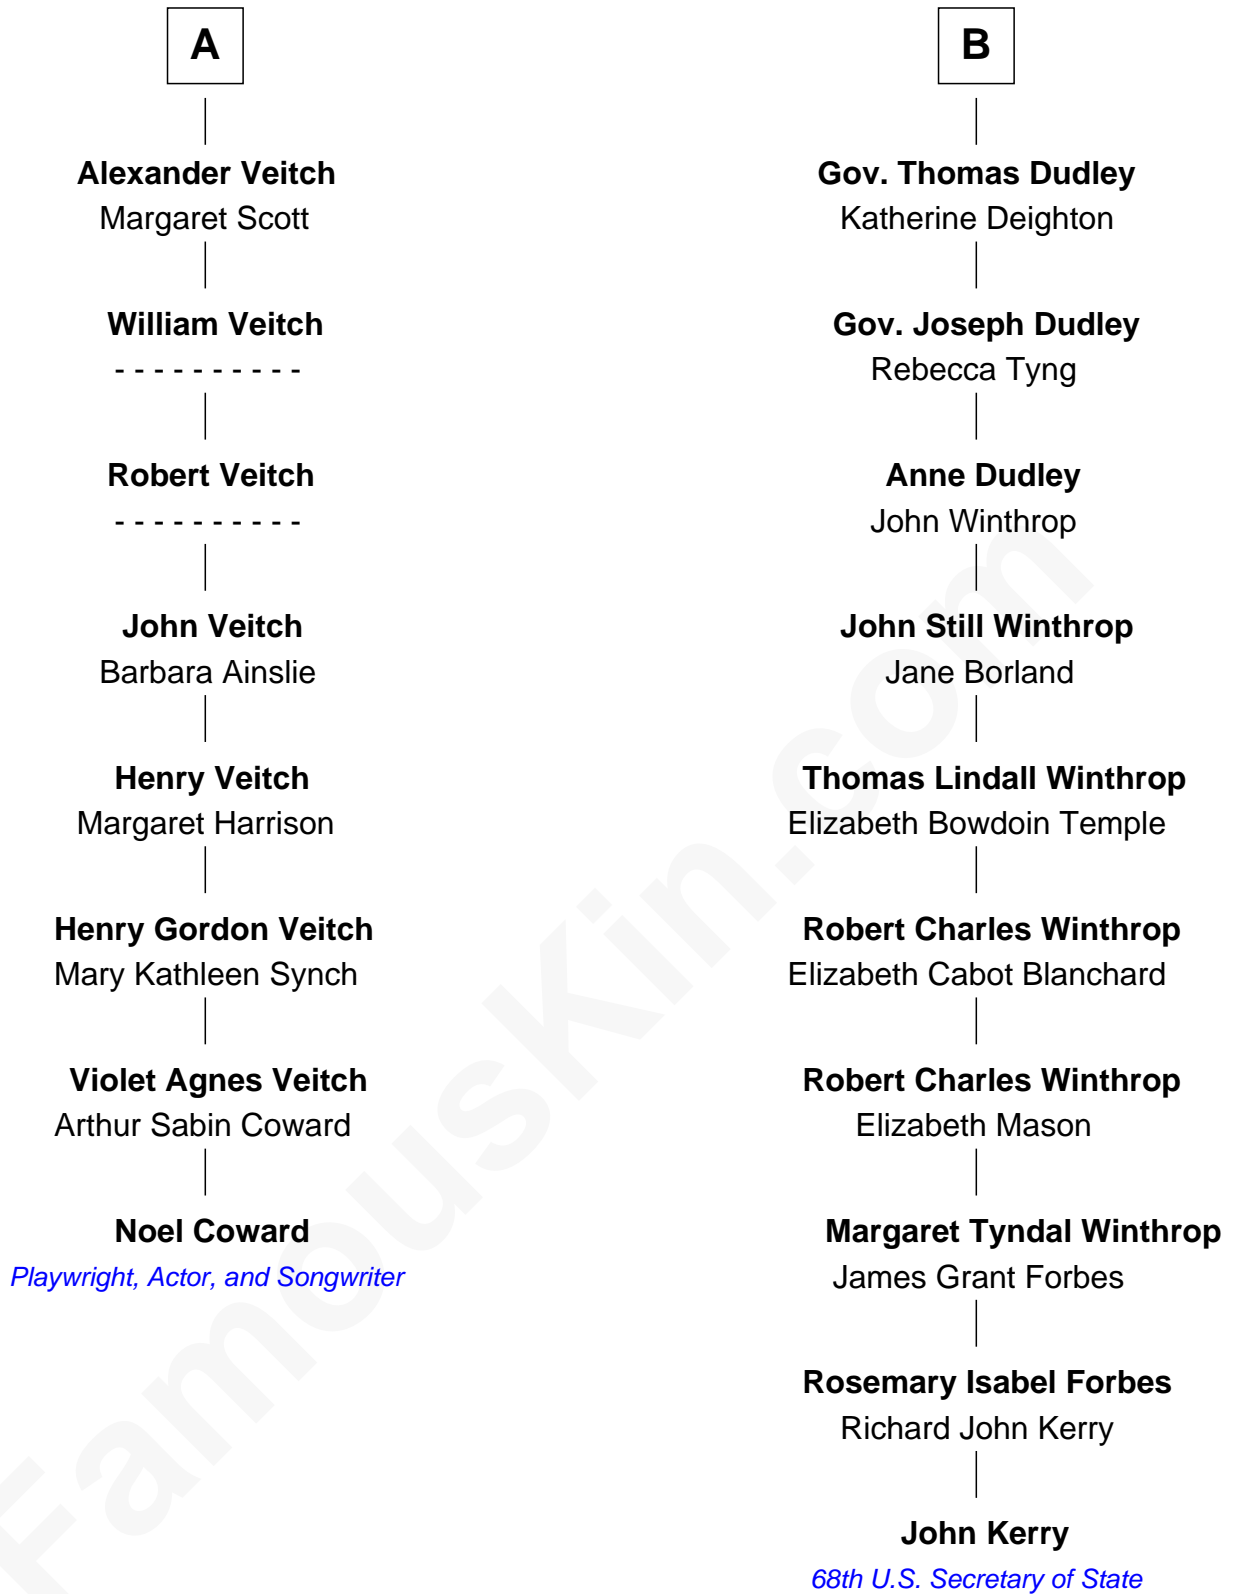 A
Alexander Veitch
Margaret Scott
William Veitch
- - - - - - - - - -
Robert Veitch
- - - - - - - - - -
John Veitch
Barbara Ainslie
Henry Veitch
Margaret Harrison
Henry Gordon Veitch
Mary Kathleen Synch
Violet Agnes Veitch
Arthur Sabin Coward
Noel Coward
Playwright, Actor, and Songwriter
B
Gov. Thomas Dudley
Katherine Deighton
Gov. Joseph Dudley
Rebecca Tyng
Anne Dudley
John Winthrop
John Still Winthrop
Jane Borland
Thomas Lindall Winthrop
Elizabeth Bowdoin Temple
Robert Charles Winthrop
Elizabeth Cabot Blanchard
Robert Charles Winthrop
Elizabeth Mason
Margaret Tyndal Winthrop
James Grant Forbes
Rosemary Isabel Forbes
Richard John Kerry
John Kerry
68th U.S. Secretary of State
FamousKin.com